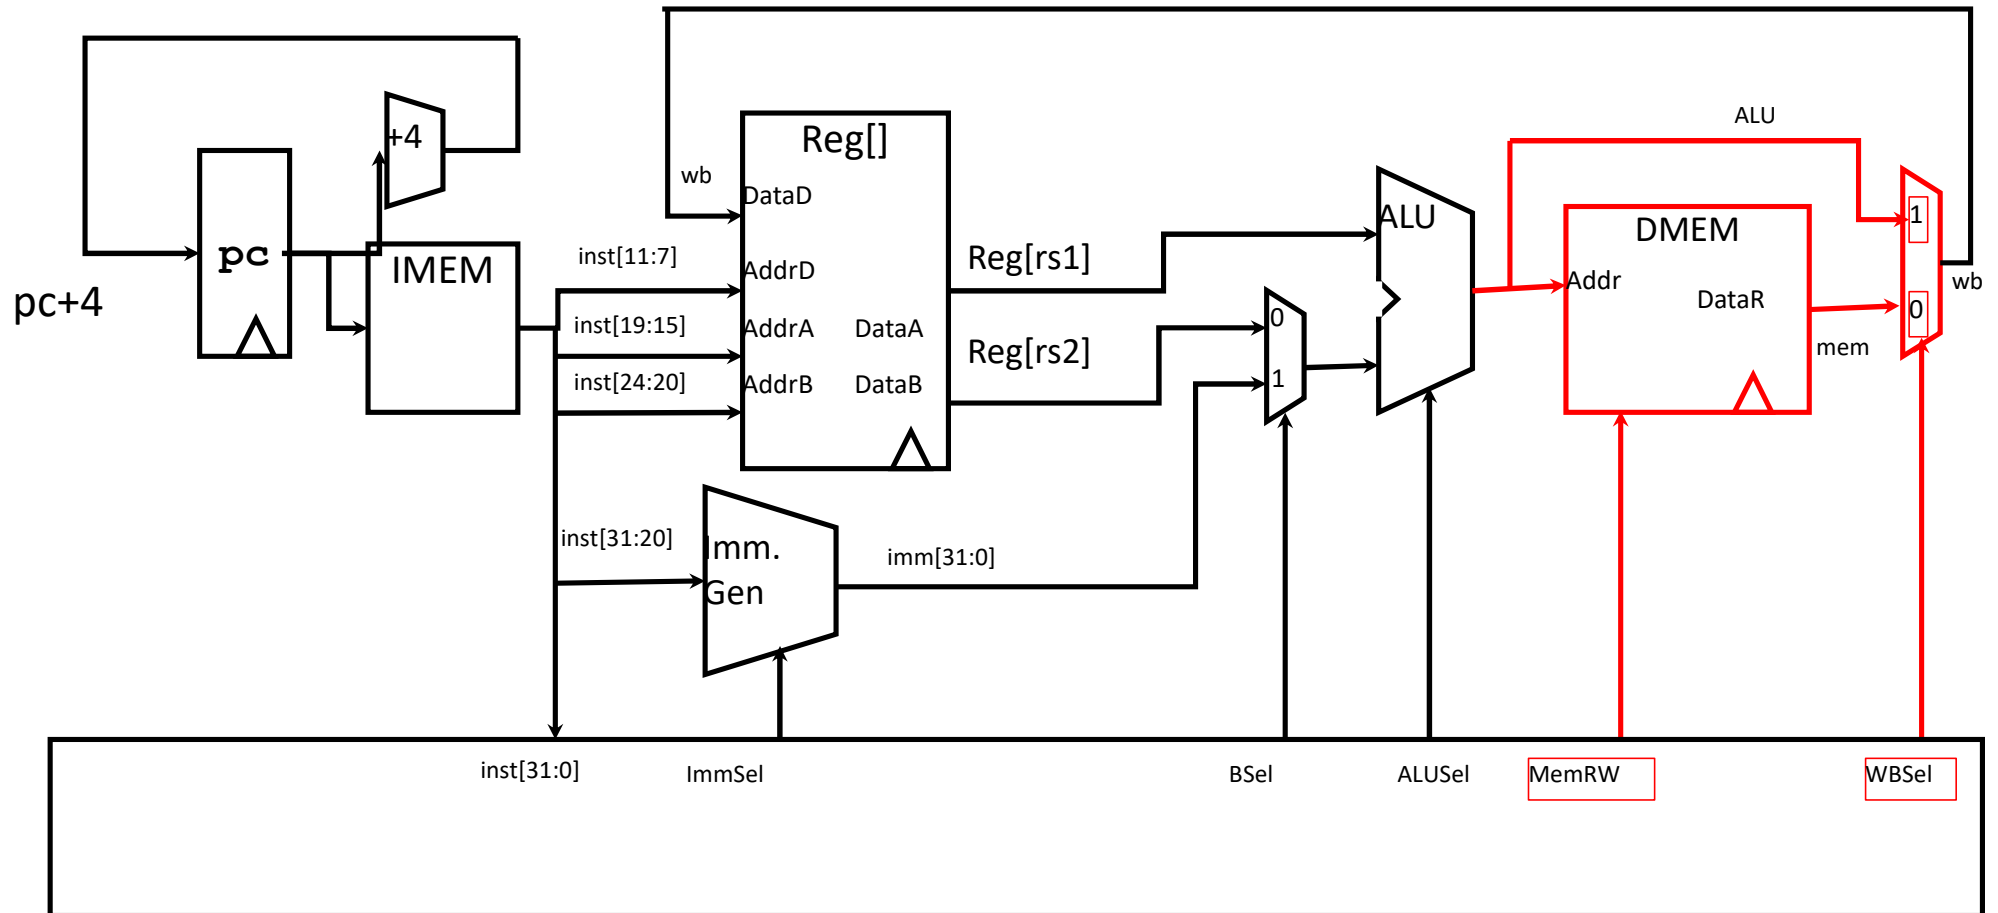 ALU
+4
Reg[]
wb
DataD
1
ALU
DMEM
pc
IMEM
inst[11:7]
AddrD
Reg[rs1]
Addr
wb
pc+4
DataR
inst[19:15]
AddrA
DataA
0
0
Reg[rs2]
mem
inst[24:20]
AddrB
DataB
1
inst[31:20]
Imm.
Gen
imm[31:0]
inst[31:0]
ImmSel
BSel
ALUSel
MemRW
WBSel